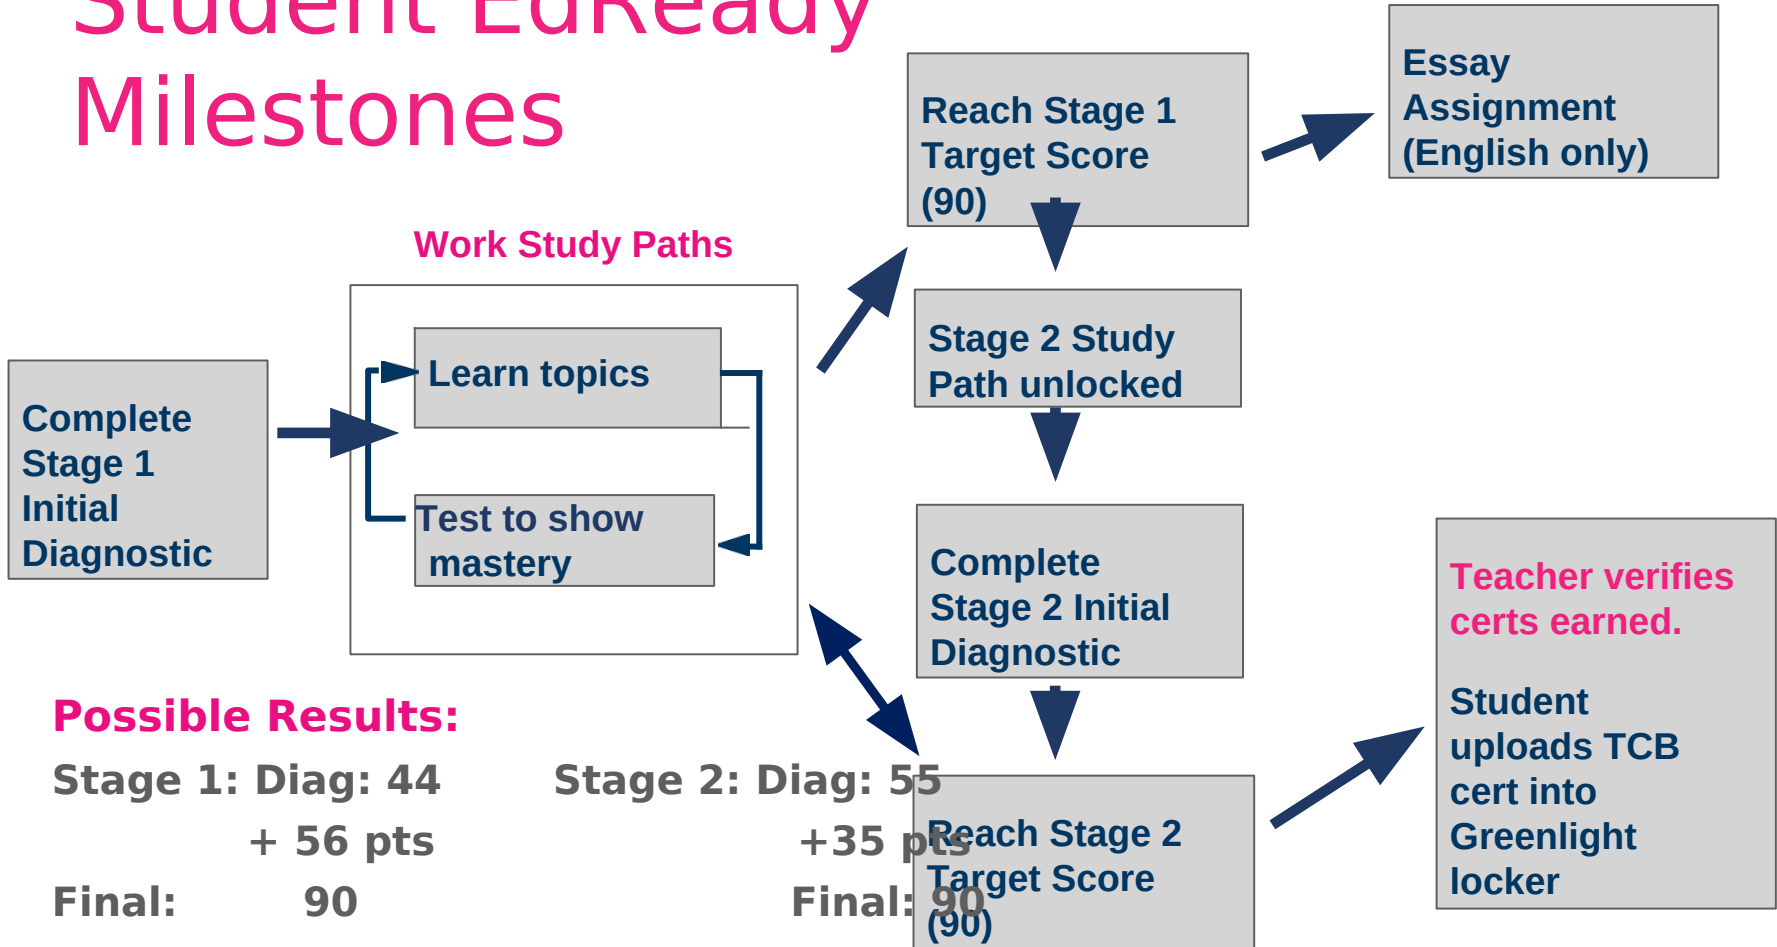 Student EdReady
Milestones
Essay
Assignment
(English only)
Reach Stage 1
Target Score
(90)
Work Study Paths
Learn topics
Test to show
mastery
Complete
Stage 1
Initial
Diagnostic
Stage 2 Study
Path unlocked
Complete
Stage 2 Initial
Diagnostic
Teacher verifies
certs earned.
Student
uploads TCB
cert into
Greenlight
locker
Possible Results:
Stage 1: Diag: 44 Stage 2: Diag: 55
+ 56 pts +35 pts
Final: 90 Final: 90
Reach Stage 2
Target Score
(90)